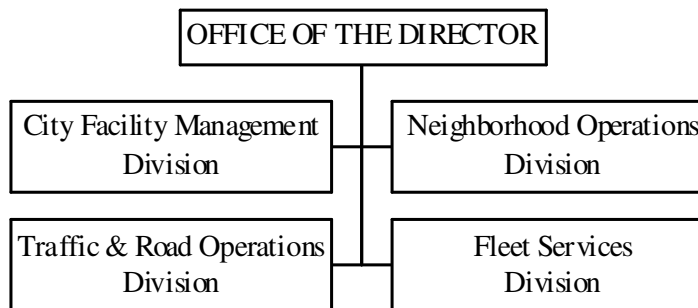 OFFICE OF THE DIRECTOR
City Facility Management
Division
Neighborhood Operations
Division
Traffic & Road Operations
Division
Fleet Services
Division